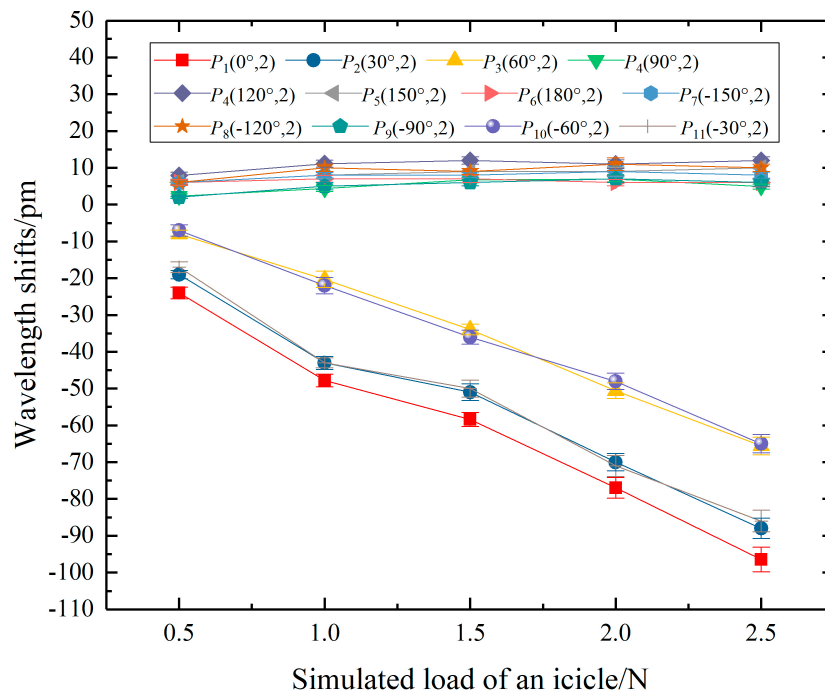 50
40
30
20
10
0
-10
-20
-30
-40
-50
-60
-70
-80
-90
-100
-110
Wavelength shifts/pm
P1(0°,2) P2(30°,2) P3(60°,2) P4(90°,2)
P4(120°,2) P5(150°,2) P6(180°,2) P7(-150°,2)
P8(-120°,2) P9(-90°,2) P10(-60°,2) P11(-30°,2)
0.5 1.0 1.5 2.0 2.5
Simulated load of an icicle/N